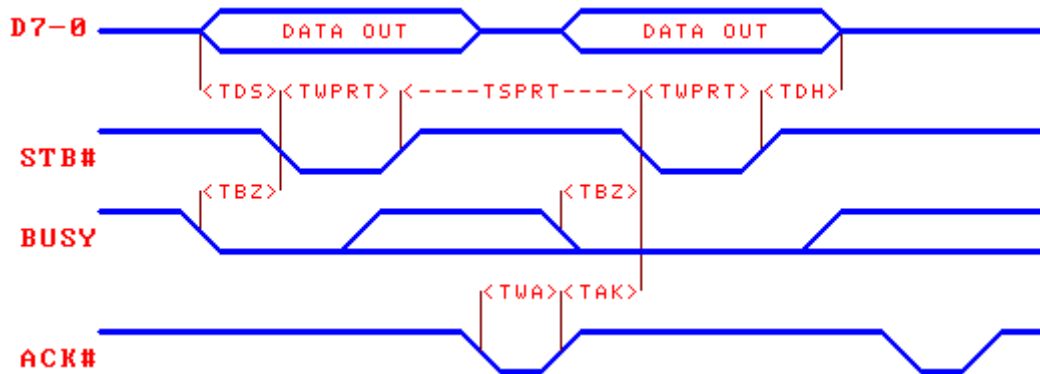 D7-0 DATA OUT DATA OUT
<TDS> <TWPRT> <----TSPRT----> <TWPRT> <TDH>
STB#
<TBZ> <TBZ>
BUSY
<TWA> <TAK>
ACK#